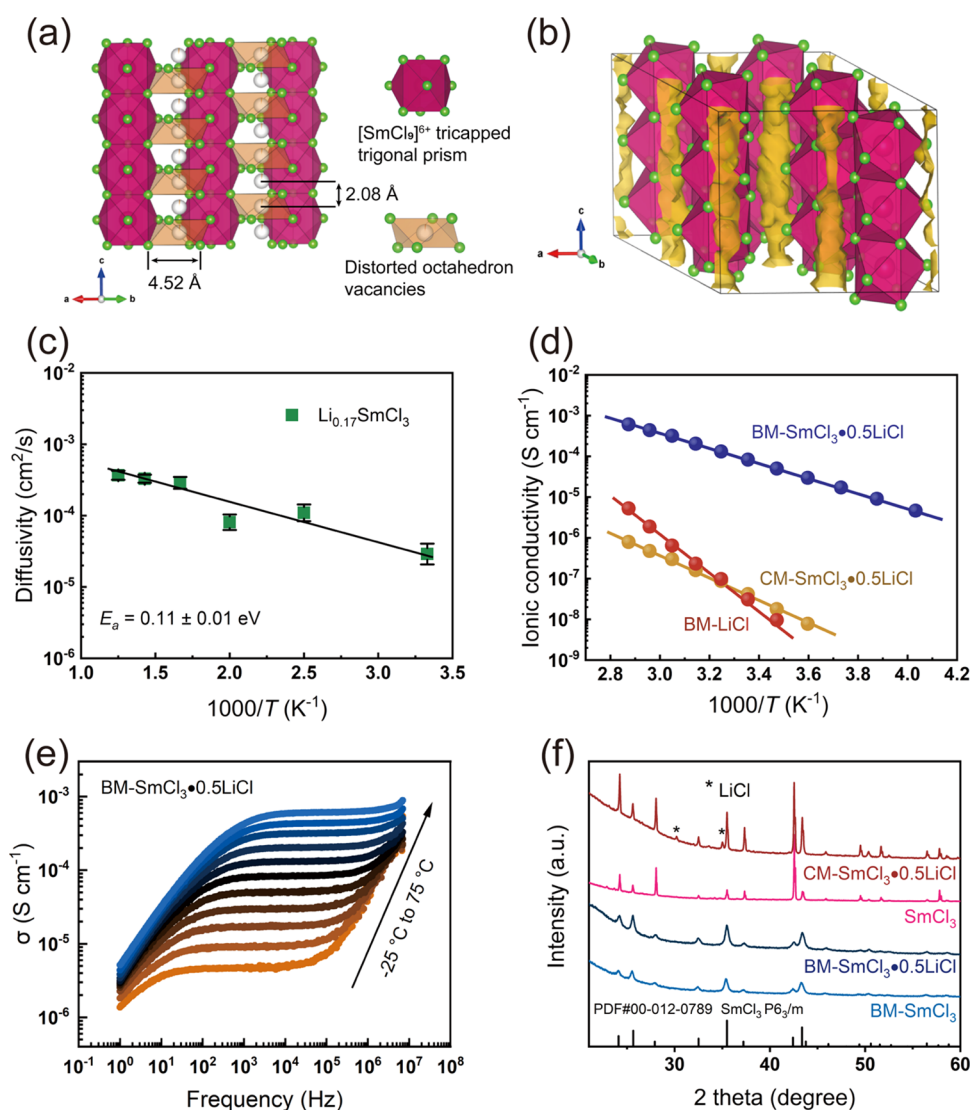 (a)
[SmCl₉]⁶⁺ tricapped
trigonal prism
2.08 Å
Distorted octahedron
vacancies
4.52 Å
c
a
b
(b)
c
a
b
(c)
Diffusivity (cm²/s)
10⁻²
10⁻³
10⁻⁴
10⁻⁵
10⁻⁶
Li₀.₁₇SmCl₃
Eₐ = 0.11 ± 0.01 eV
1.0 1.5 2.0 2.5 3.0 3.5
1000/T (K⁻¹)
(d)
Ionic conductivity (S cm⁻¹)
10⁻²
10⁻³
10⁻⁴
10⁻⁵
10⁻⁶
10⁻⁷
10⁻⁸
10⁻⁹
BM-SmCl₃•0.5LiCl
CM-SmCl₃•0.5LiCl
BM-LiCl
2.8 3.0 3.2 3.4 3.6 3.8 4.0 4.2
1000/T (K⁻¹)
(e)
BM-SmCl₃•0.5LiCl
σ (S cm⁻¹)
10⁻³
10⁻⁴
10⁻⁵
10⁻⁶
-25 °C to 75 °C
10⁻¹ 10⁰ 10¹ 10² 10³ 10⁴ 10⁵ 10⁶ 10⁷ 10⁸
Frequency (Hz)
(f)
Intensity (a.u.)
* LiCl
* *
CM-SmCl₃•0.5LiCl
SmCl₃
BM-SmCl₃•0.5LiCl
BM-SmCl₃
PDF#00-012-0789 SmCl₃ P6₃/m
30 40 50 60
2 theta (degree)